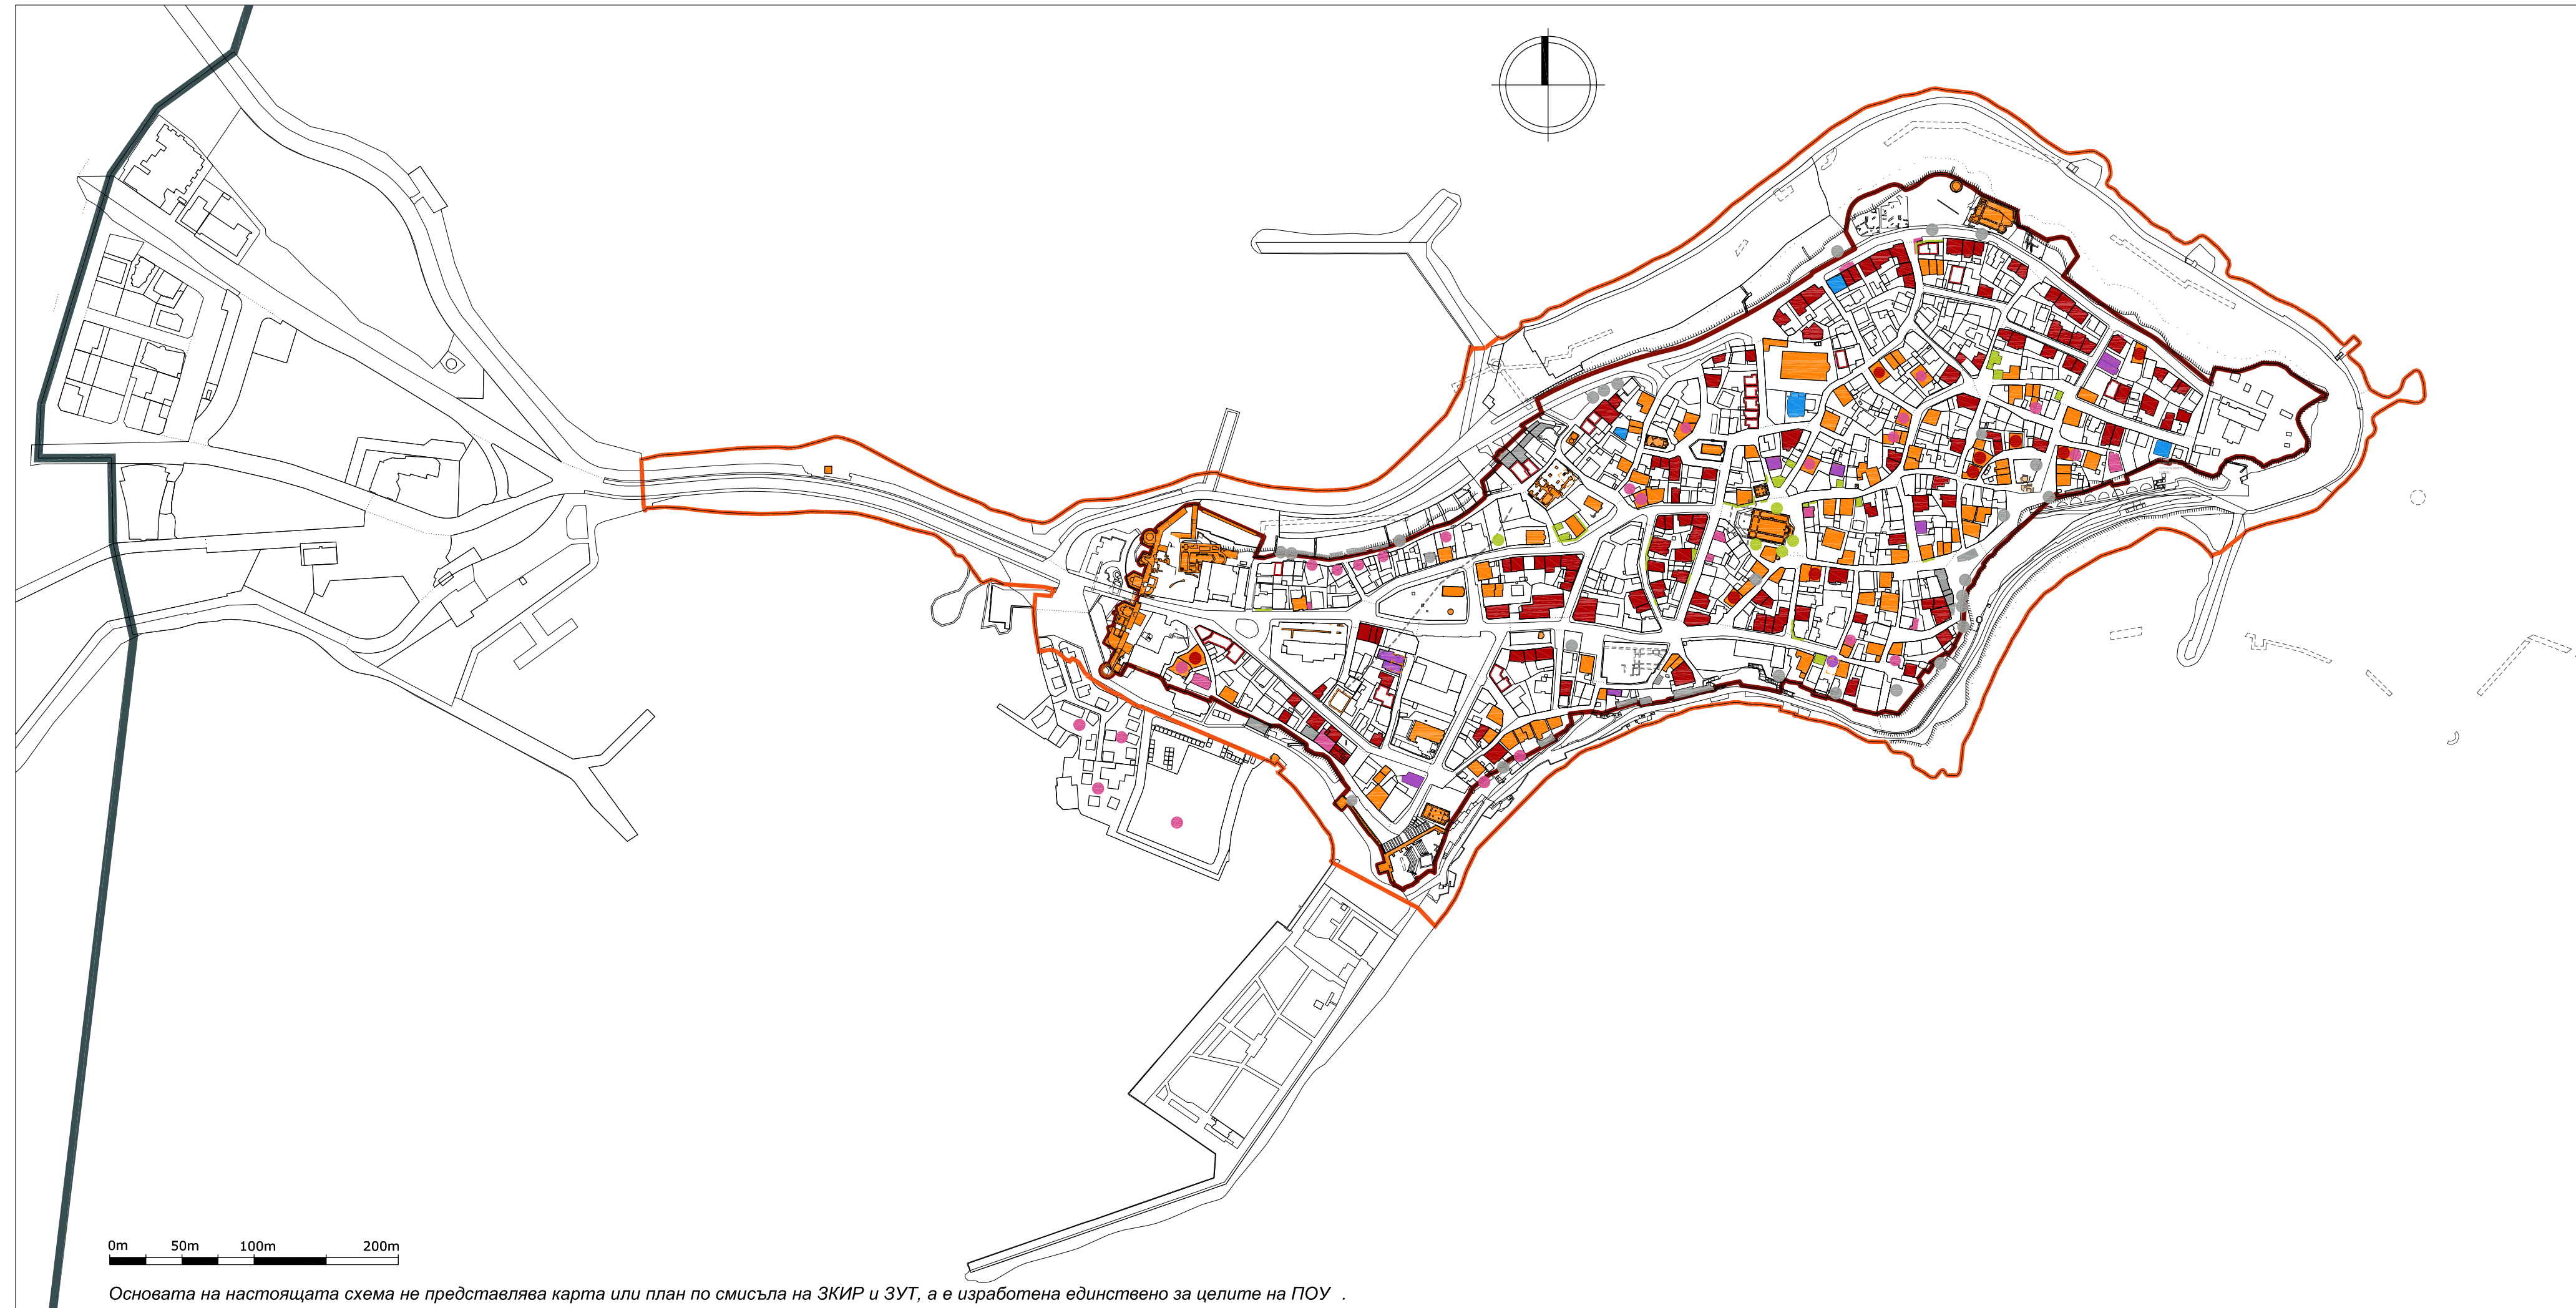 0m 50m 100m 200m
Основата на настоящата схема не представлява карта или план по смисъла на ЗКИР и ЗУТ, а е изработена единствено за целите на ПОУ .